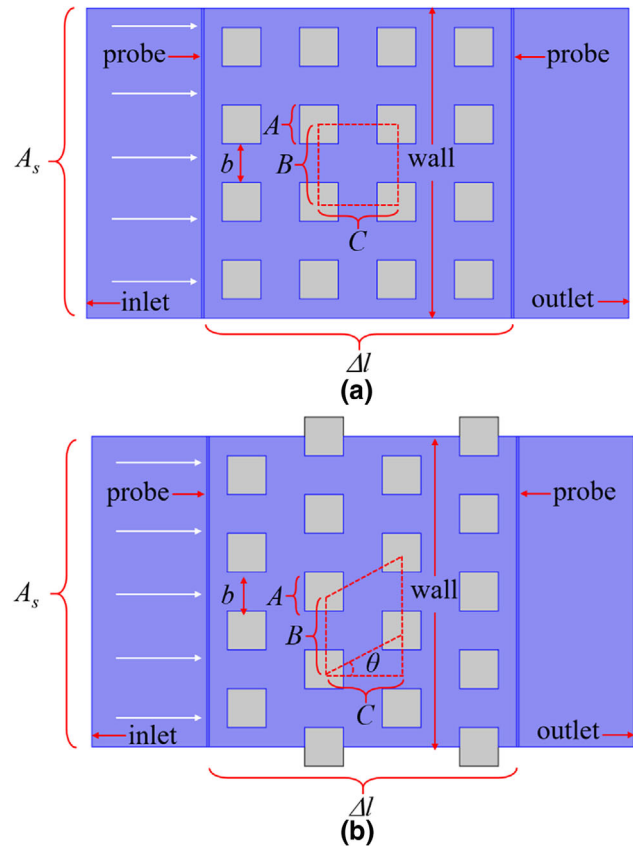 probe
probe
A
A_s
b
B
wall
C
inlet
outlet
Δl
(a)
probe
probe
A_s
b
A
wall
B
θ
C
inlet
outlet
Δl
(b)